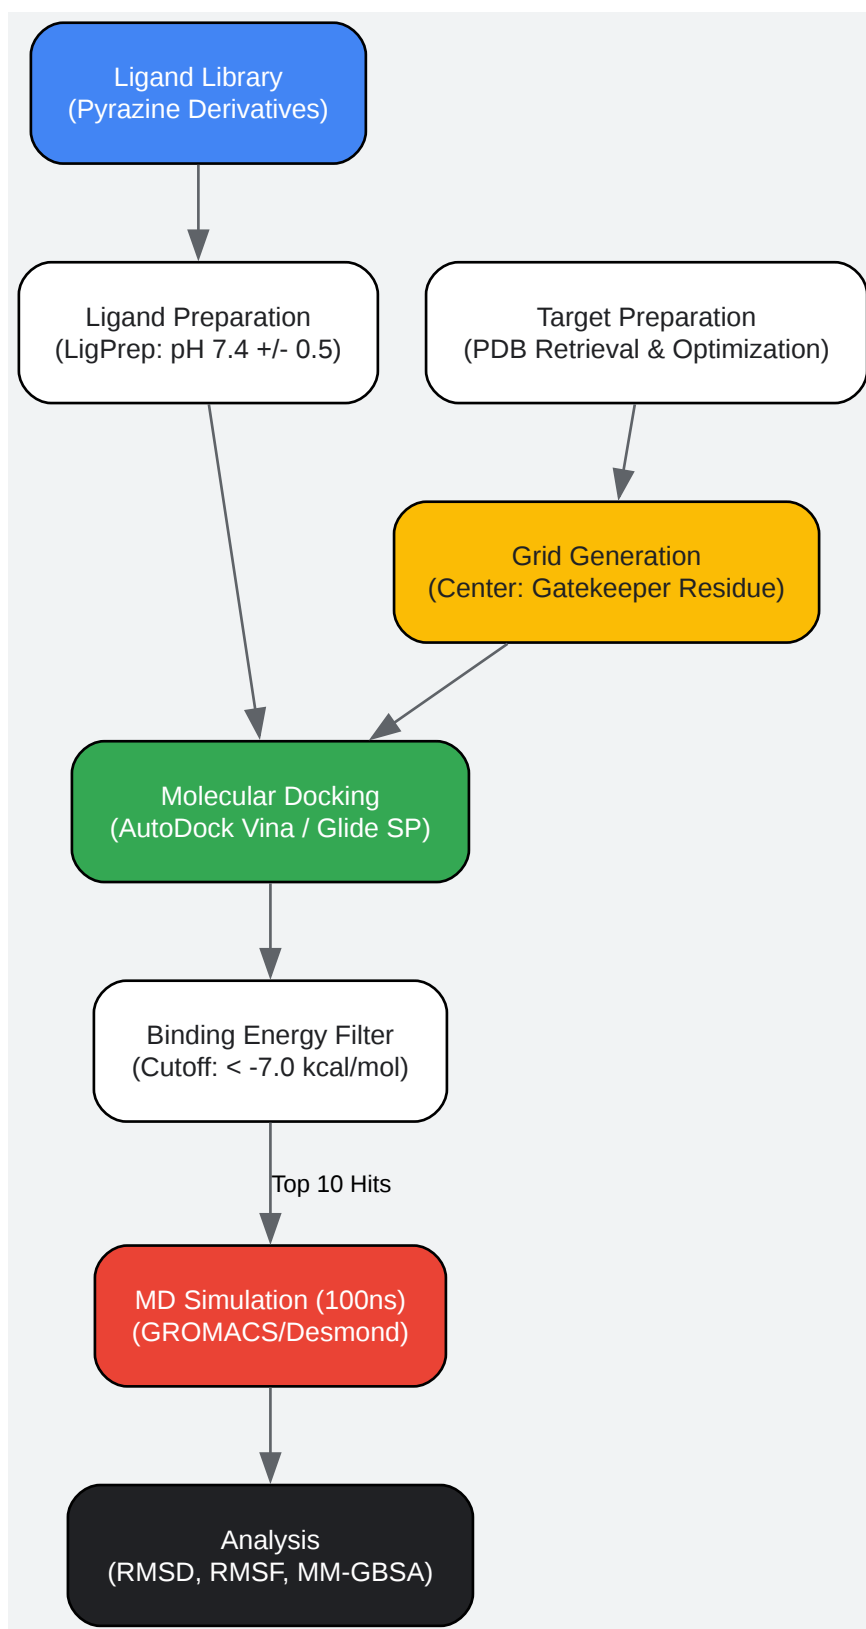 Ligand Library
(Pyrazine Derivatives)
Ligand Preparation
(LigPrep: pH 7.4 +/- 0.5)
Target Preparation
(PDB Retrieval & Optimization)
Grid Generation
(Center: Gatekeeper Residue)
Molecular Docking
(AutoDock Vina / Glide SP)
Binding Energy Filter
(Cutoff: < -7.0 kcal/mol)
Top 10 Hits
MD Simulation (100ns)
(GROMACS/Desmond)
Analysis
(RMSD, RMSF, MM-GBSA)